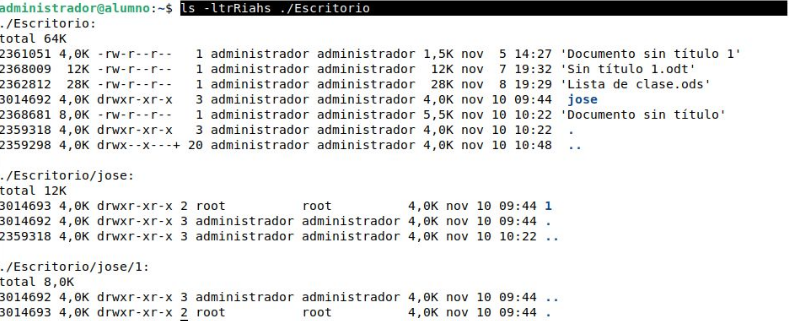 administrador@alumno:~$ ls -ltrRiahs ./Escritorio
./Escritorio:
total 64K
2361051 4,0K -rw-r--r-- 1 administrador administrador 1,5K nov 5 14:27 'Documento sin título 1'
2368009 12K -rw-r--r-- 1 administrador administrador 12K nov 7 19:32 'Sin título 1.odt'
2362812 28K -rw-r--r-- 1 administrador administrador 28K nov 8 19:29 'Lista de clase.ods'
3014692 4,0K drwxr-xr-x 3 administrador administrador 4,0K nov 10 09:44 jose
2368681 8,0K -rw-r--r-- 1 administrador administrador 5,5K nov 10 10:22 'Documento sin título'
2359318 4,0K drwxr-xr-x 3 administrador administrador 4,0K nov 10 10:22 .
2359298 4,0K drwx--x---+ 20 administrador administrador 4,0K nov 10 10:48 ..
./Escritorio/jose:
total 12K
3014693 4,0K drwxr-xr-x 2 root root 4,0K nov 10 09:44 1
3014692 4,0K drwxr-xr-x 3 administrador administrador 4,0K nov 10 09:44 .
2359318 4,0K drwxr-xr-x 3 administrador administrador 4,0K nov 10 10:22 ..
./Escritorio/jose/1:
total 8,0K
3014692 4,0K drwxr-xr-x 3 administrador administrador 4,0K nov 10 09:44 ..
3014693 4,0K drwxr-xr-x 2 root root 4,0K nov 10 09:44 .